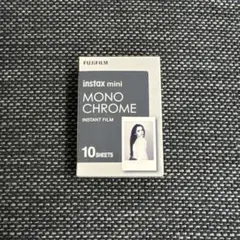 FUJIFILM
instax mini
MONO
CHROME
INSTANT FILM
10 SHEETS